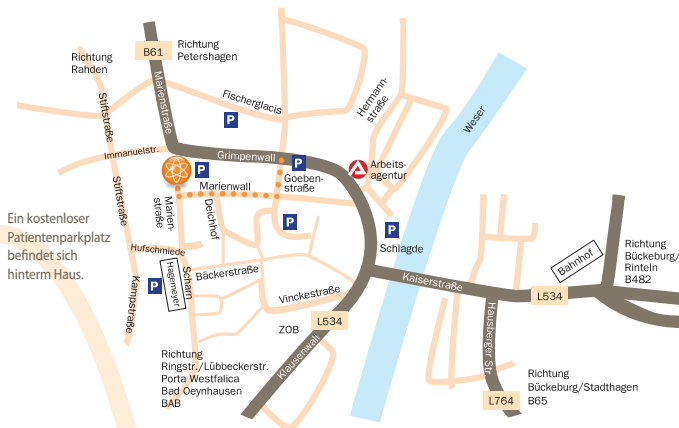 B61
Richtung
Petershagen
Richtung
Rahden
Marienstraße
Stiftstraße
Fischerglacis
P
Hermann-
straße
Weser
Immanuelstr.
Grimpenwall
P
P
Goeben-
straße
Arbeits-
agentur
Marienwall
Stiftstraße
Marien-
straße
Deichhof
P
P
Schlagde
Ein kostenloser
Patientenparkplatz
befindet sich
hinterm Haus.
Hufschmiede
Bäckerstraße
P
Hagemeyer
Scharn
Kampstraße
Vinckestraße
Kaiserstraße
Bahnhof
Richtung
Bückeburg/
Rinteln
B482
L534
L534
ZOB
Klausenwall
Hausberger Str.
Richtung
Ringstr./Lübbeckerstr.
Porta Westfalica
Bad Oeynhausen
BAB
L764
Richtung
Bückeburg/Stadthagen
B65